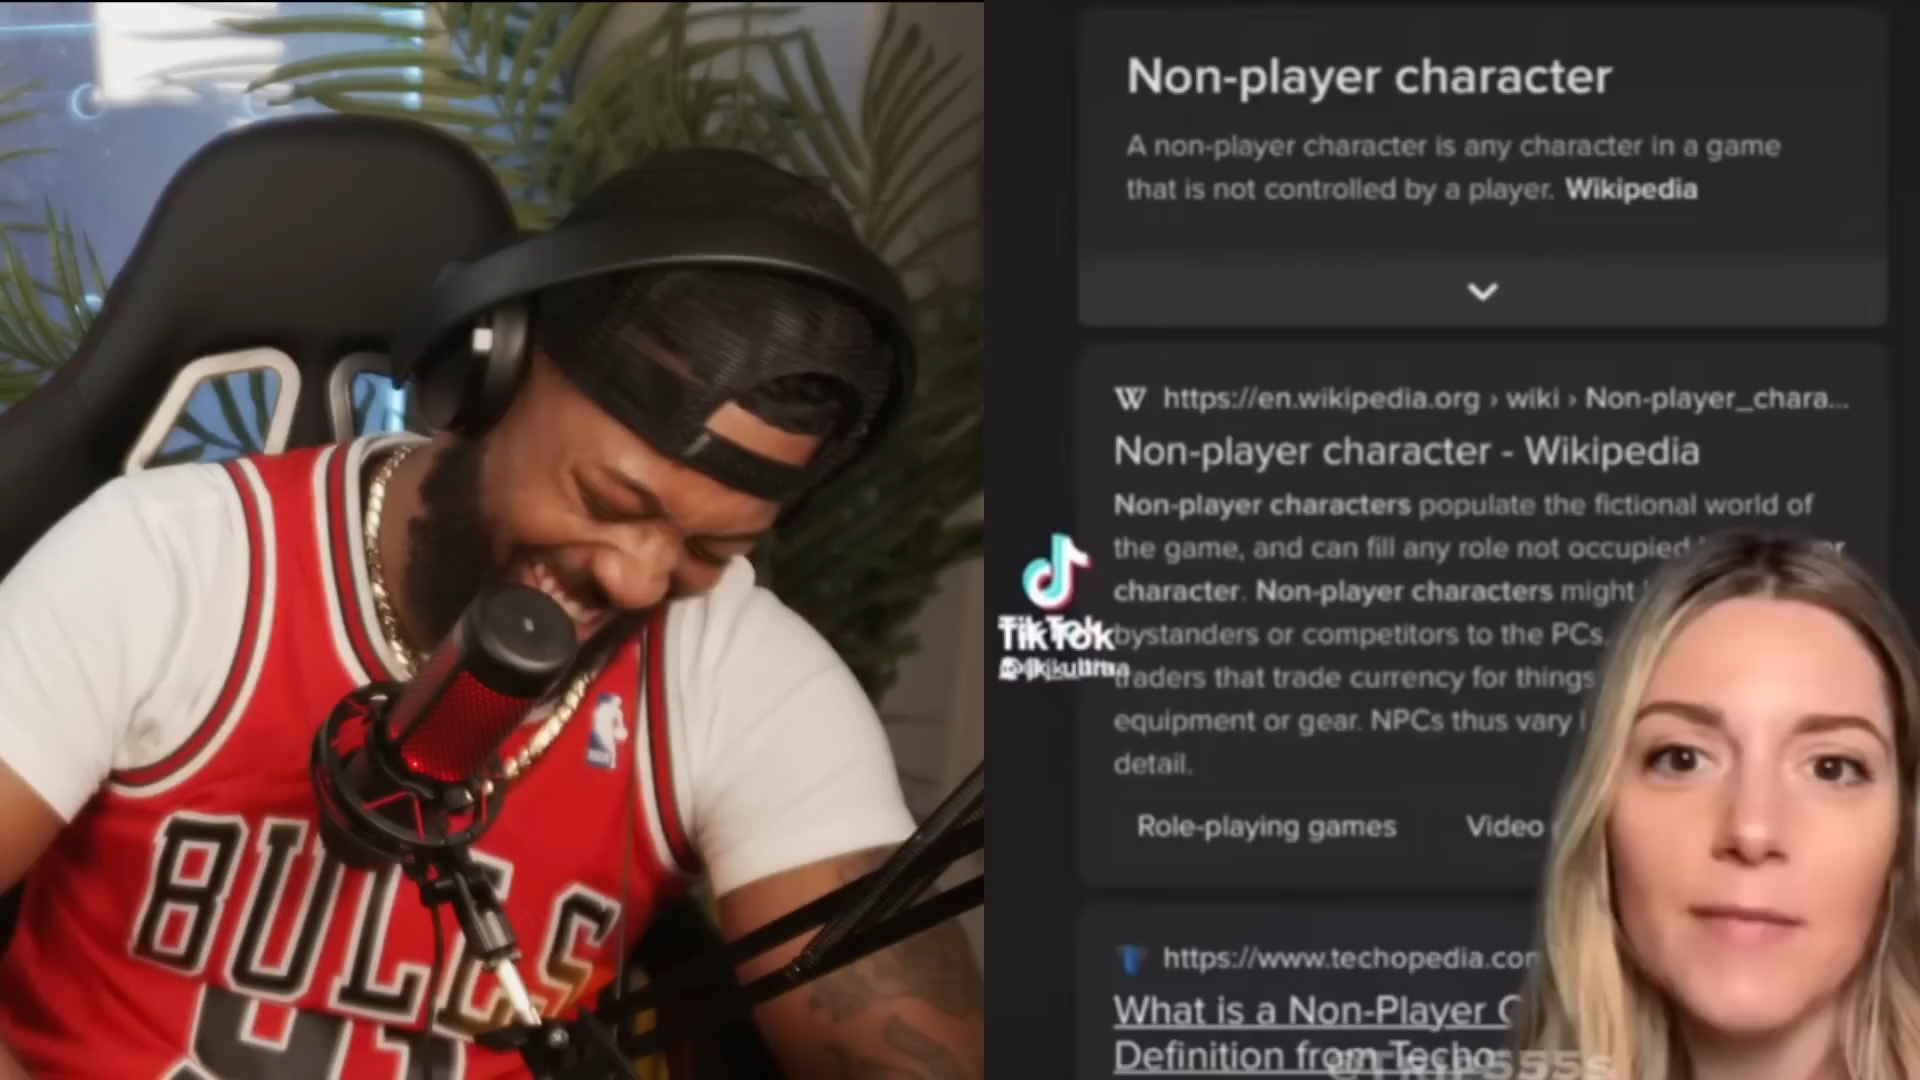 BULLS
Non-player character
A non-player character is any character in a game
that is not controlled by a player. Wikipedia
https://en.wikipedia.org › wiki › Non-player_chara...
Non-player character - Wikipedia
Non-player characters populate the fictional world of
the game, and can fill any role not occupied
character. Non-player characters might
bystanders or competitors to the PCs,
traders that trade currency for things
equipment or gear. NPCs thus vary
detail.
Role-playing games Video
https://www.techopedia.com
What is a Non-Player
Definition from Techo
TikTok